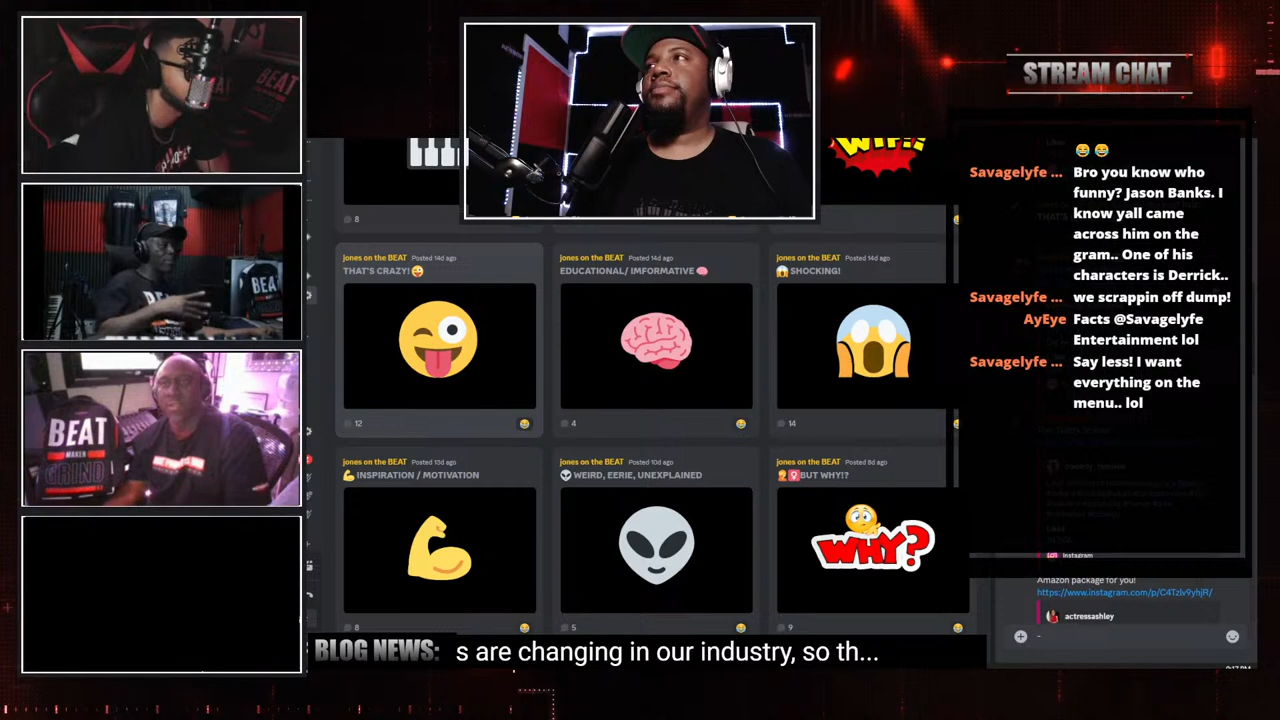 STREAM CHAT
😂 😂
Savagelyfe ... Bro you know who
funny? Jason Banks. I
know yall came
across him on the
gram.. One of his
characters is Derrick..
Savagelyfe ... we scrappin off dump!
AyEye Facts @Savagelyfe
Entertainment lol
Savagelyfe ... Say less! I want
everything on the
menu.. lol
8
jones on the BEAT Posted 14d ago
THAT'S CRAZY! 😜
12
jones on the BEAT Posted 14d ago
EDUCATIONAL/ IMFORMATIVE 🧠
4
jones on the BEAT Posted 14d ago
😱 SHOCKING!
14
jones on the BEAT Posted 13d ago
💪 INSPIRATION / MOTIVATION
8
jones on the BEAT Posted 10d ago
👽 WEIRD, EERIE, UNEXPLAINED
5
jones on the BEAT Posted 8d ago
BUT WHY!?
WHY?
9
BEAT
MAKER
GRIND
BEAT
Instagram
Amazon package for you!
https://www.instagram.com/p/C4Tzlv9yhjR/
actressashley
BLOG NEWS: s are changing in our industry, so th...